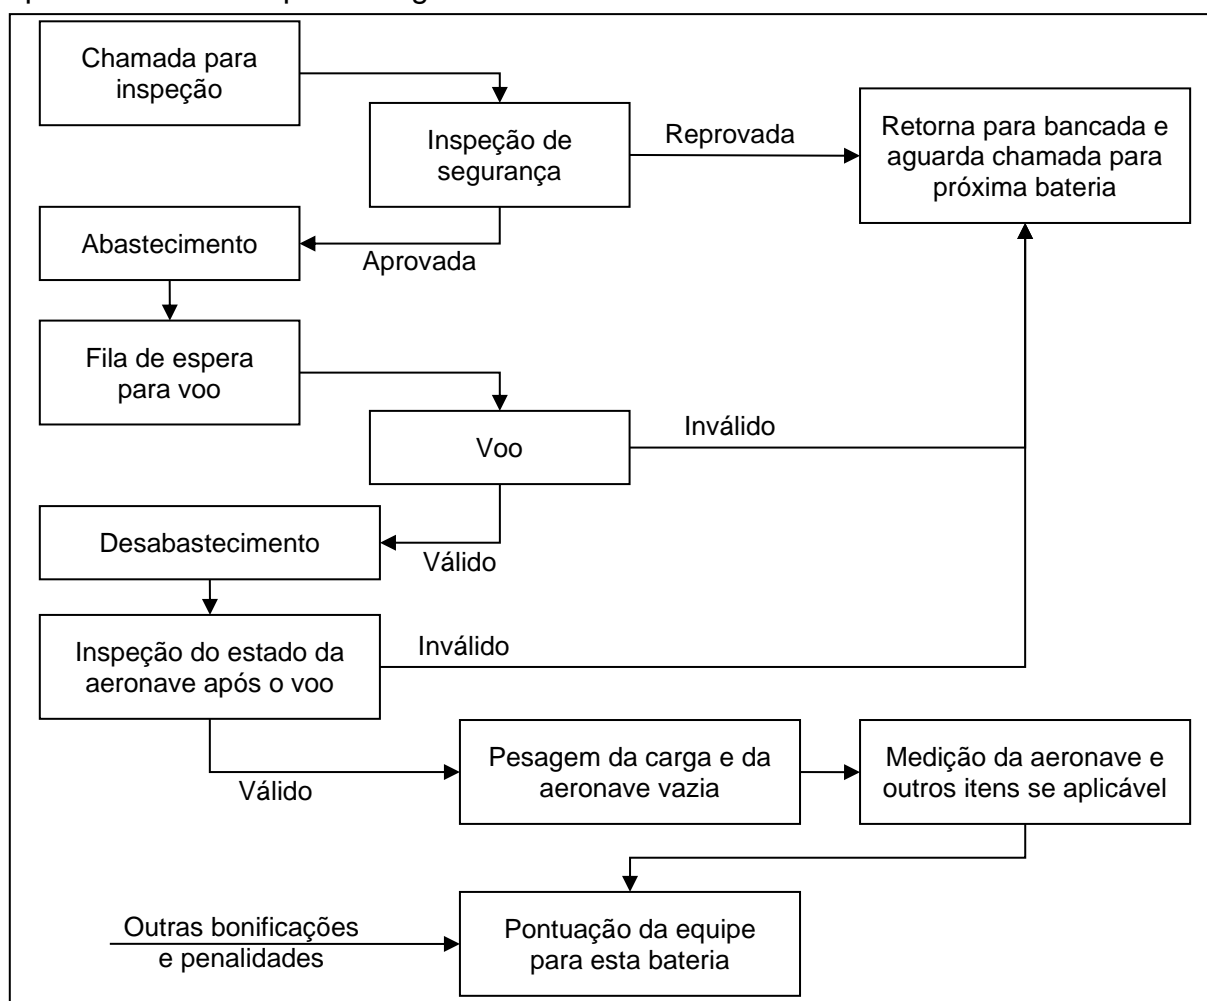 Chamada para
inspeção
Inspeção de
segurança
Reprovada
Retorna para bancada e
aguarda chamada para
próxima bateria
Abastecimento
Aprovada
Fila de espera
para voo
Voo
Inválido
Desabastecimento
Válido
Inspeção do estado da
aeronave após o voo
Inválido
Válido
Pesagem da carga e da
aeronave vazia
Medição da aeronave e
outros itens se aplicável
Outras bonificações
e penalidades
Pontuação da equipe
para esta bateria